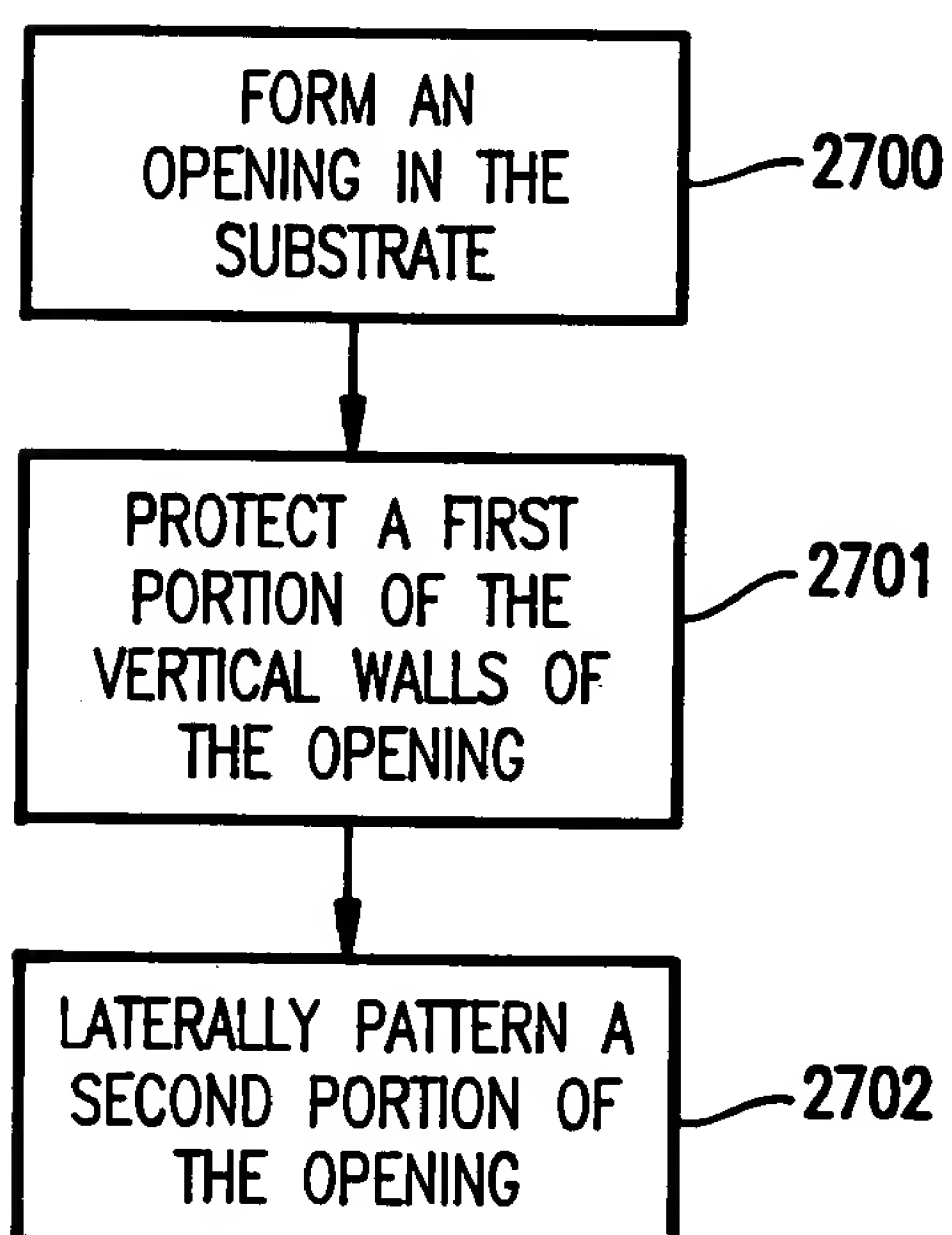 FORM AN
OPENING IN THE
SUBSTRATE
2700
PROTECT A FIRST
PORTION OF THE
VERTICAL WALLS OF
THE OPENING
2701
LATERALLY PATTERN A
SECOND PORTION OF
THE OPENING
2702